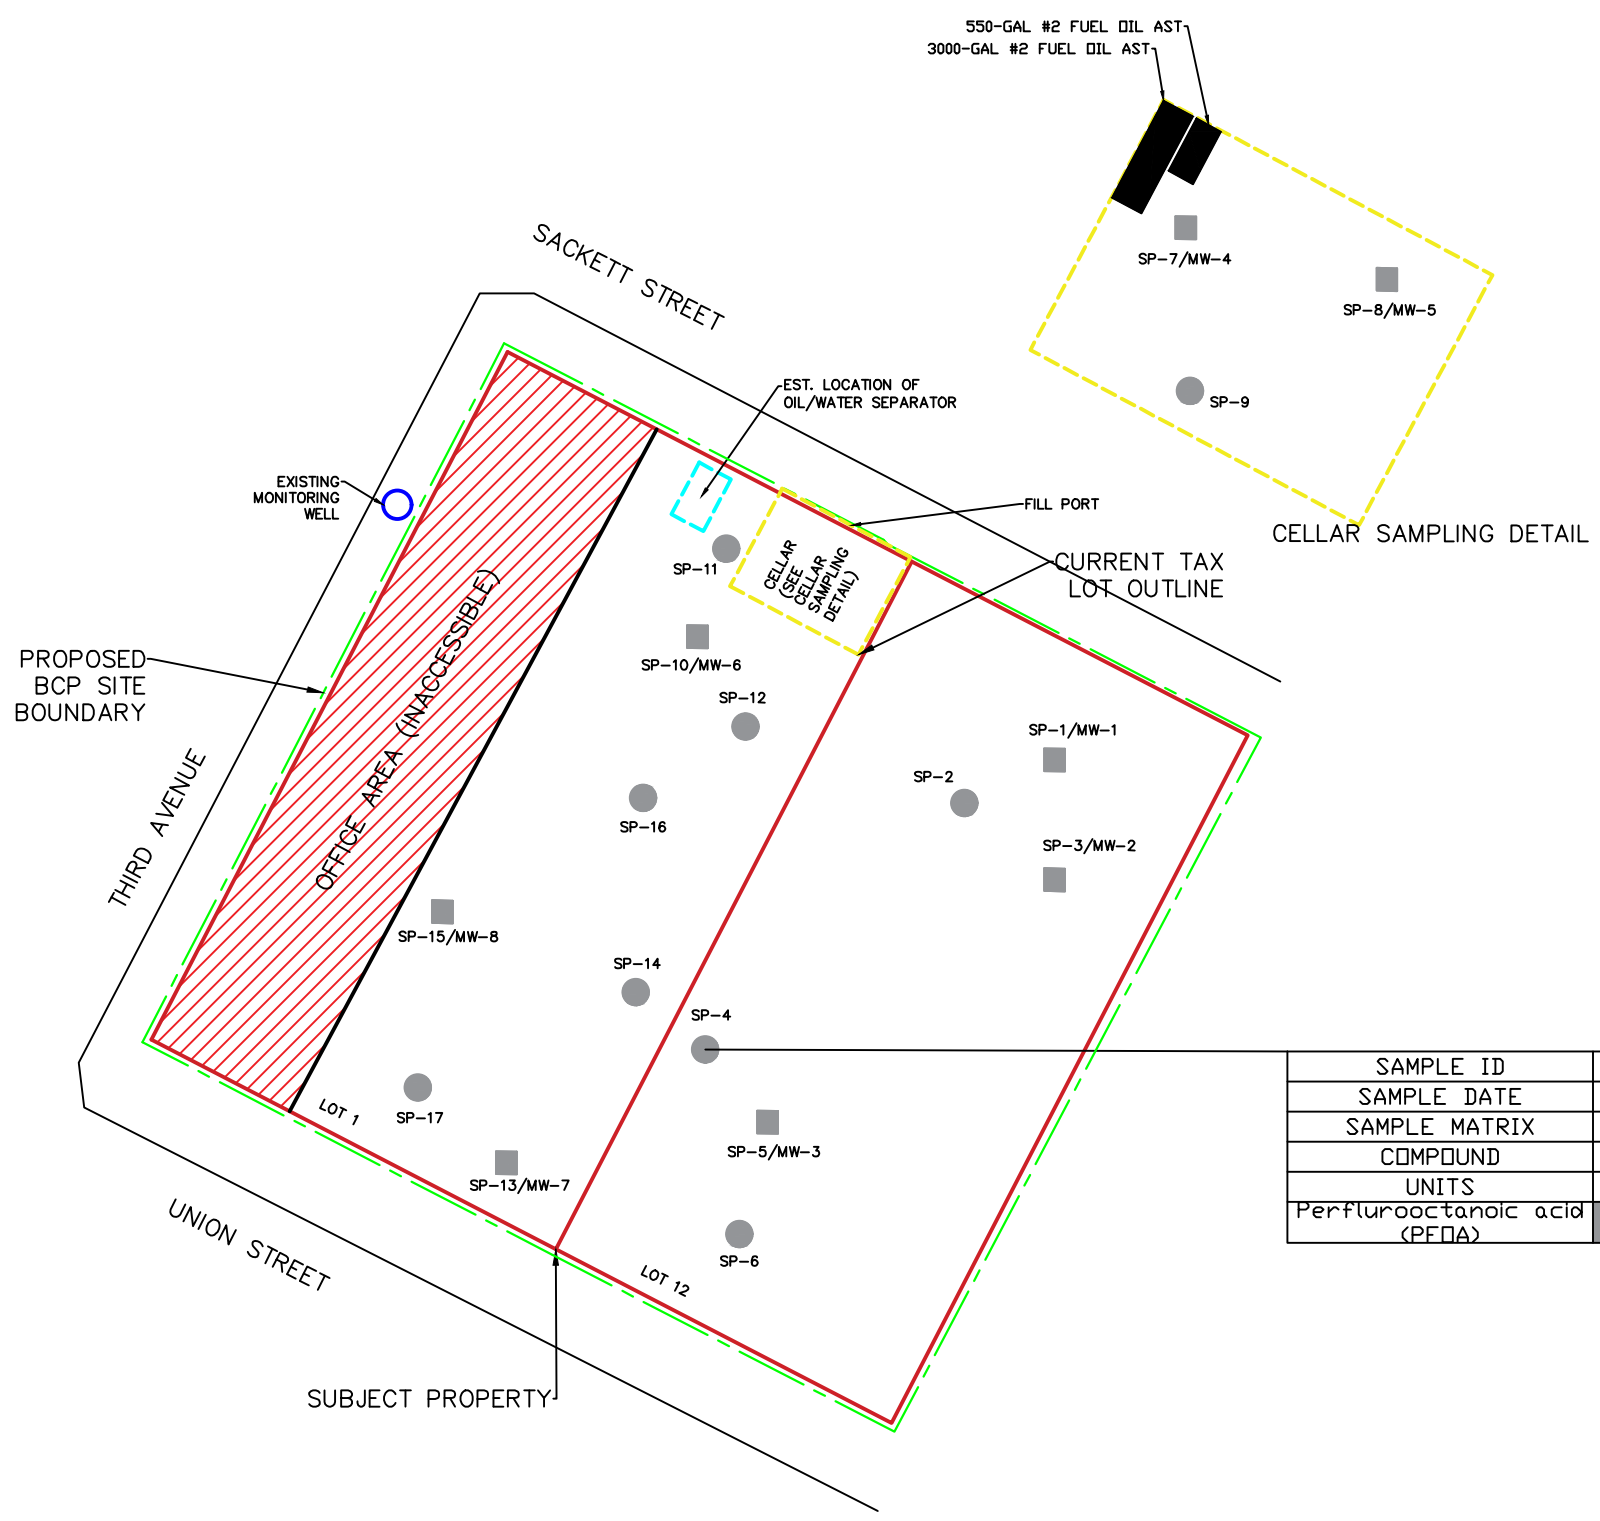 550-GAL #2 FUEL OIL AST
3000-GAL #2 FUEL OIL AST
SP-7/MW-4
SP-8/MW-5
SP-9
CELLAR SAMPLING DETAIL
SACKETT STREET
EST. LOCATION OF
OIL/WATER SEPARATOR
EXISTING
MONITORING
WELL
FILL PORT
CURRENT TAX
LOT OUTLINE
SP-11
CELLAR
(SEE
CELLAR
SAMPLING
DETAIL)
PROPOSED
BCP SITE
BOUNDARY
OFFICE AREA (INACCESSIBLE)
THIRD AVENUE
SP-10/MW-6
SP-12
SP-1/MW-1
SP-2
SP-16
SP-3/MW-2
SP-15/MW-8
SP-14
SP-4
SP-17
LOT 1
SP-5/MW-3
SP-13/MW-7
SP-6
LOT 12
UNION STREET
SUBJECT PROPERTY
SAMPLE ID
SAMPLE DATE
SAMPLE MATRIX
COMPOUND
UNITS
Perflurooctanoic acid
(PFOA)